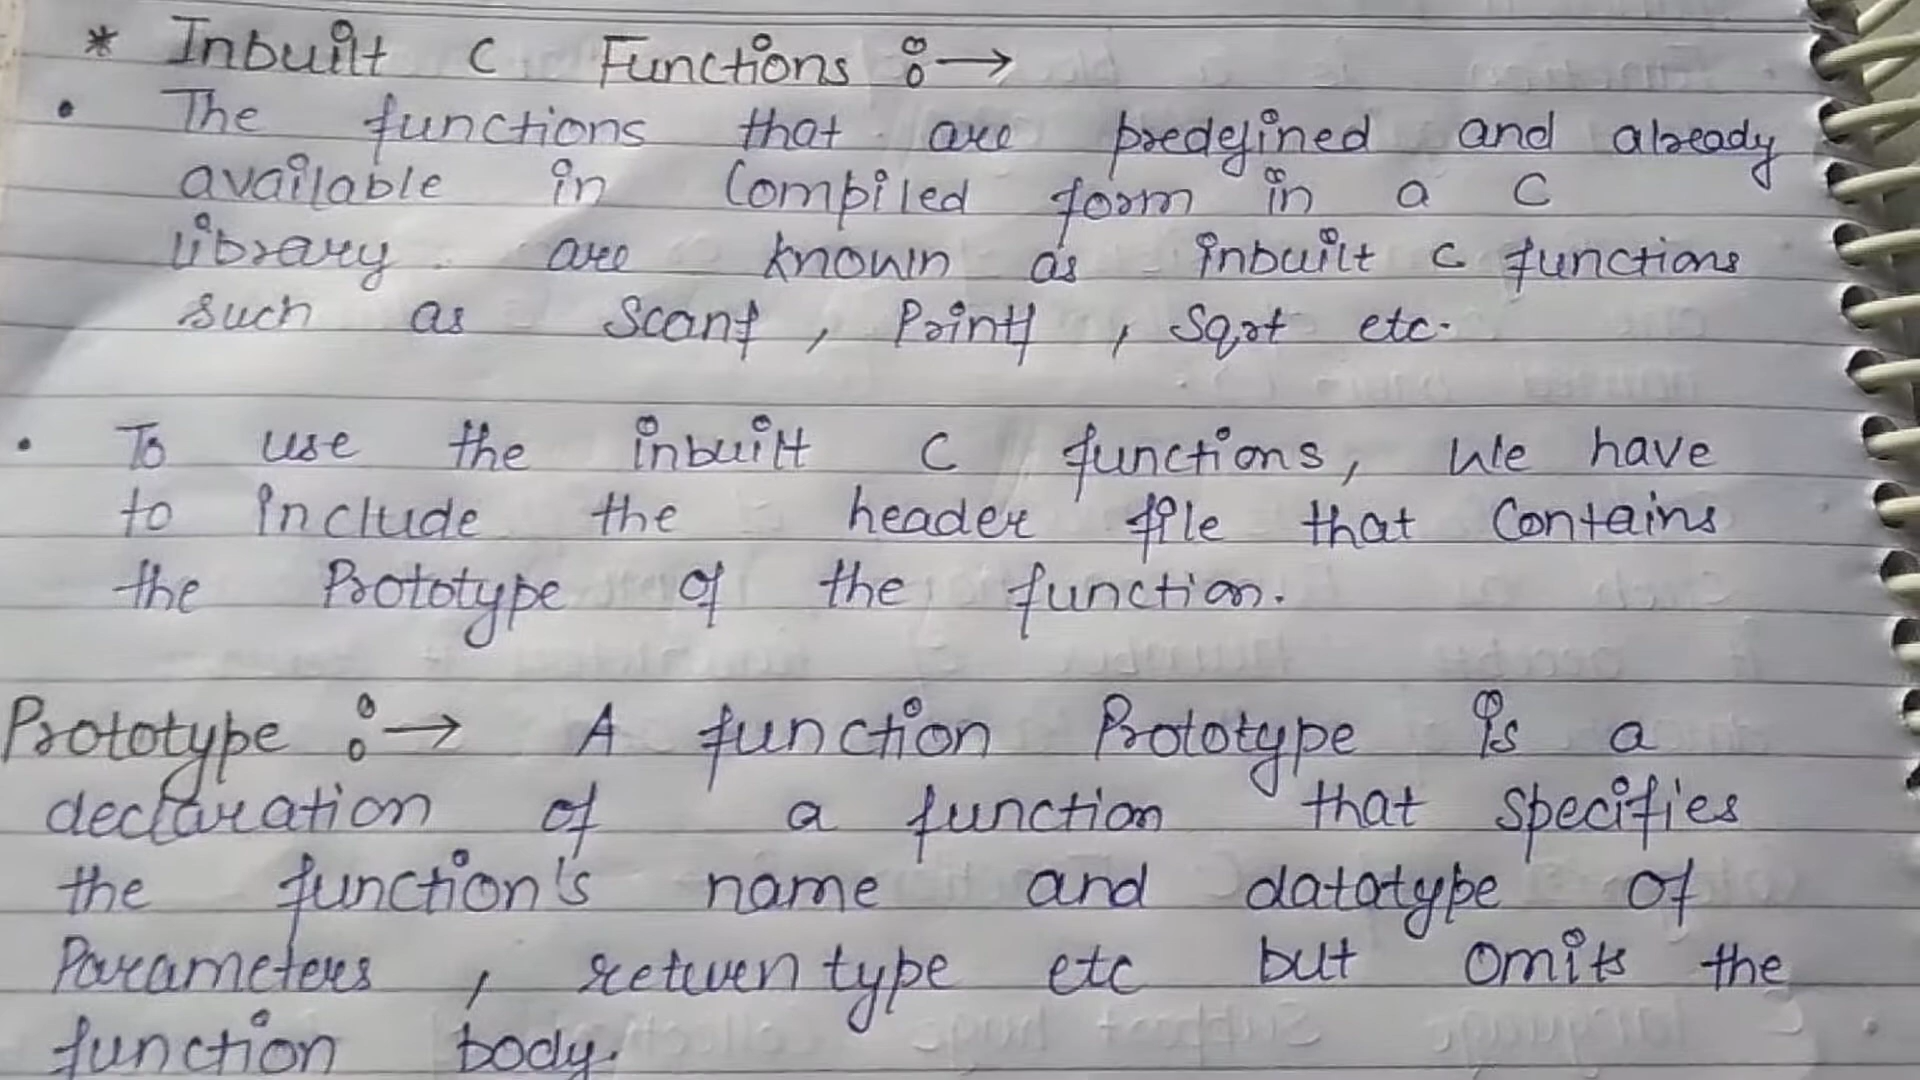 * Inbuilt C Functions :→
• The functions that are predefined and already
available in Compiled form in a C
library are known as inbuilt C functions
such as Scanf , Printf , Sqrt etc.
• To use the inbuilt C functions, We have
to include the header file that Contains
the Prototype of the function.
Prototype :→ A function Prototype is a
declaration of a function that specifies
the function's name and datatype of
Parameters , return type etc but omits the
function body.